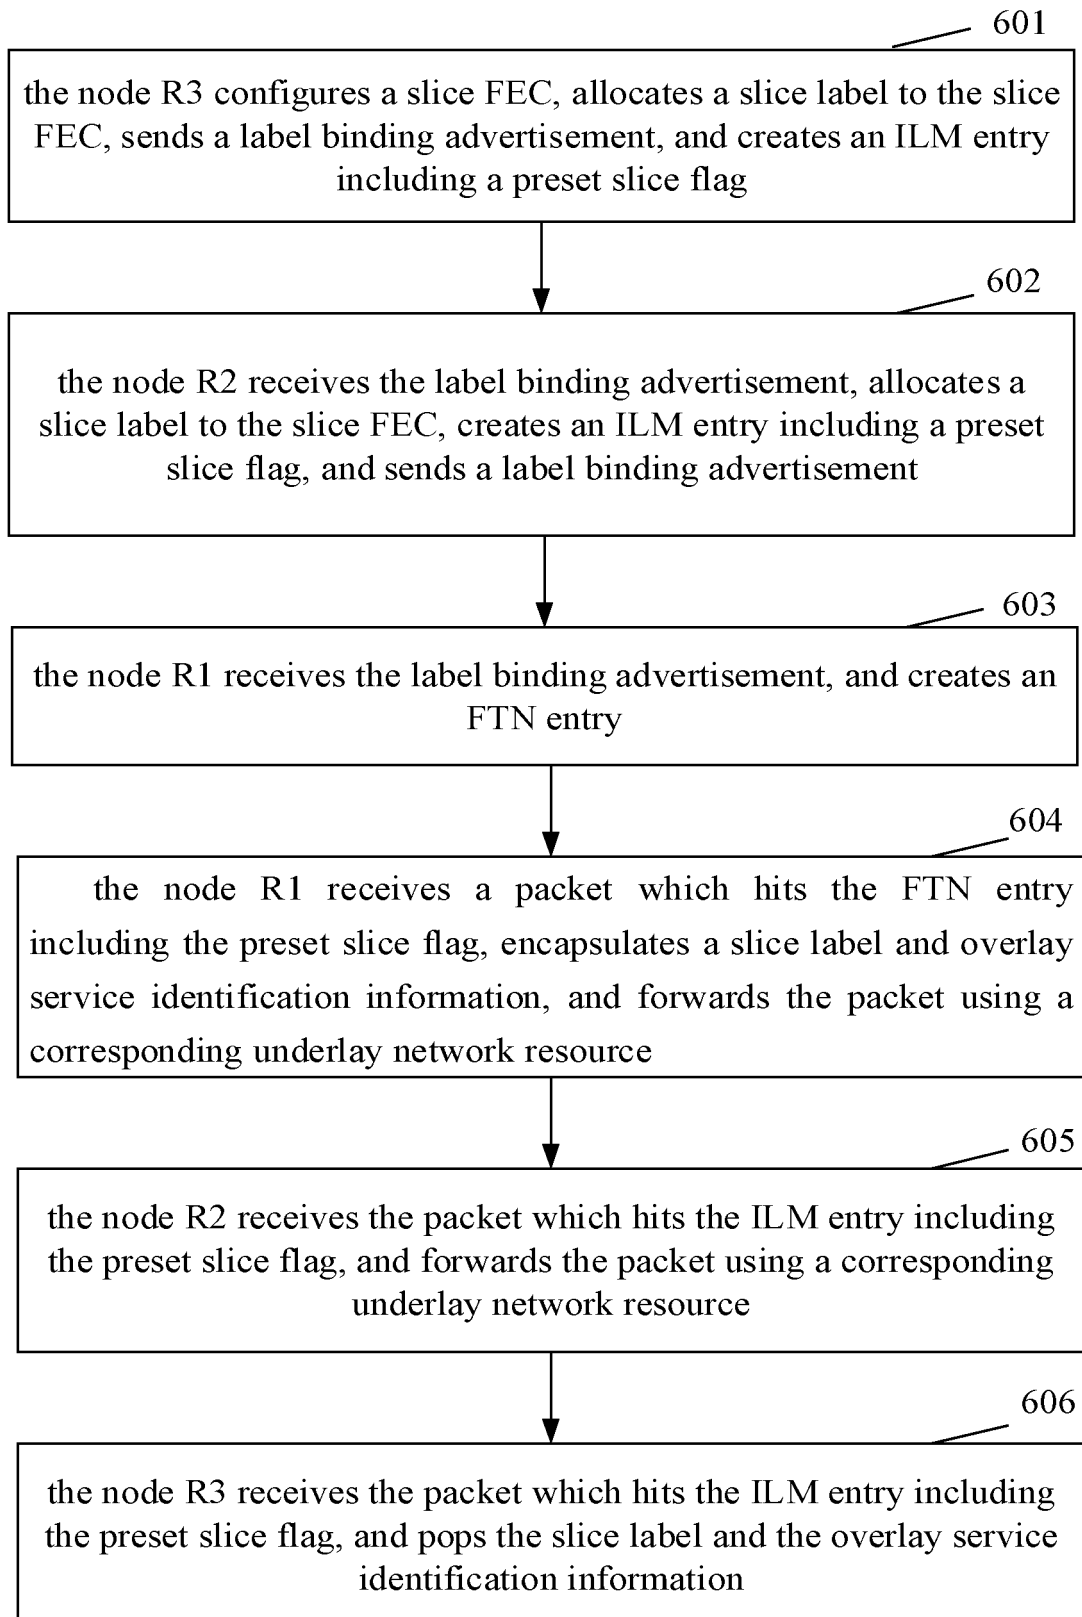 601
the node R3 configures a slice FEC, allocates a slice label to the slice
FEC, sends a label binding advertisement, and creates an ILM entry
including a preset slice flag
602
the node R2 receives the label binding advertisement, allocates a
slice label to the slice FEC, creates an ILM entry including a preset
slice flag, and sends a label binding advertisement
603
the node R1 receives the label binding advertisement, and creates an
FTN entry
604
the node R1 receives a packet which hits the FTN entry
including the preset slice flag, encapsulates a slice label and overlay
service identification information, and forwards the packet using a
corresponding underlay network resource
605
the node R2 receives the packet which hits the ILM entry including
the preset slice flag, and forwards the packet using a corresponding
underlay network resource
606
the node R3 receives the packet which hits the ILM entry including
the preset slice flag, and pops the slice label and the overlay service
identification information